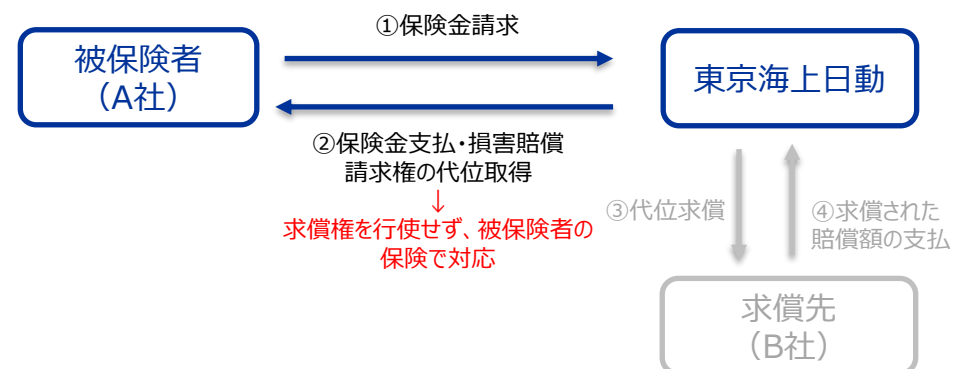 ①保険金請求
被保険者
（A社）
東京海上日動
②保険金支払・損害賠償
請求権の代位取得
↓
求償権を行使せず、被保険者の
保険で対応
③代位求償
④求償された
賠償額の支払
求償先
（B社）